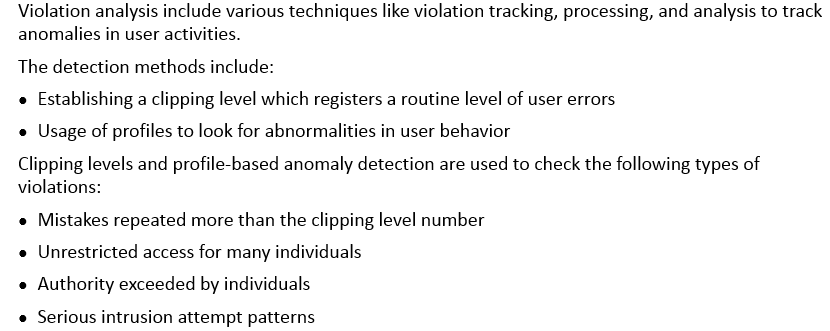 Violation analysis include various techniques like violation tracking, processing, and analysis to track
anomalies in user activities.
The detection methods include:
• Establishing a clipping level which registers a routine level of user errors
• Usage of profiles to look for abnormalities in user behavior
Clipping levels and profile-based anomaly detection are used to check the following types of
violations:
• Mistakes repeated more than the clipping level number
• Unrestricted access for many individuals
• Authority exceeded by individuals
• Serious intrusion attempt patterns